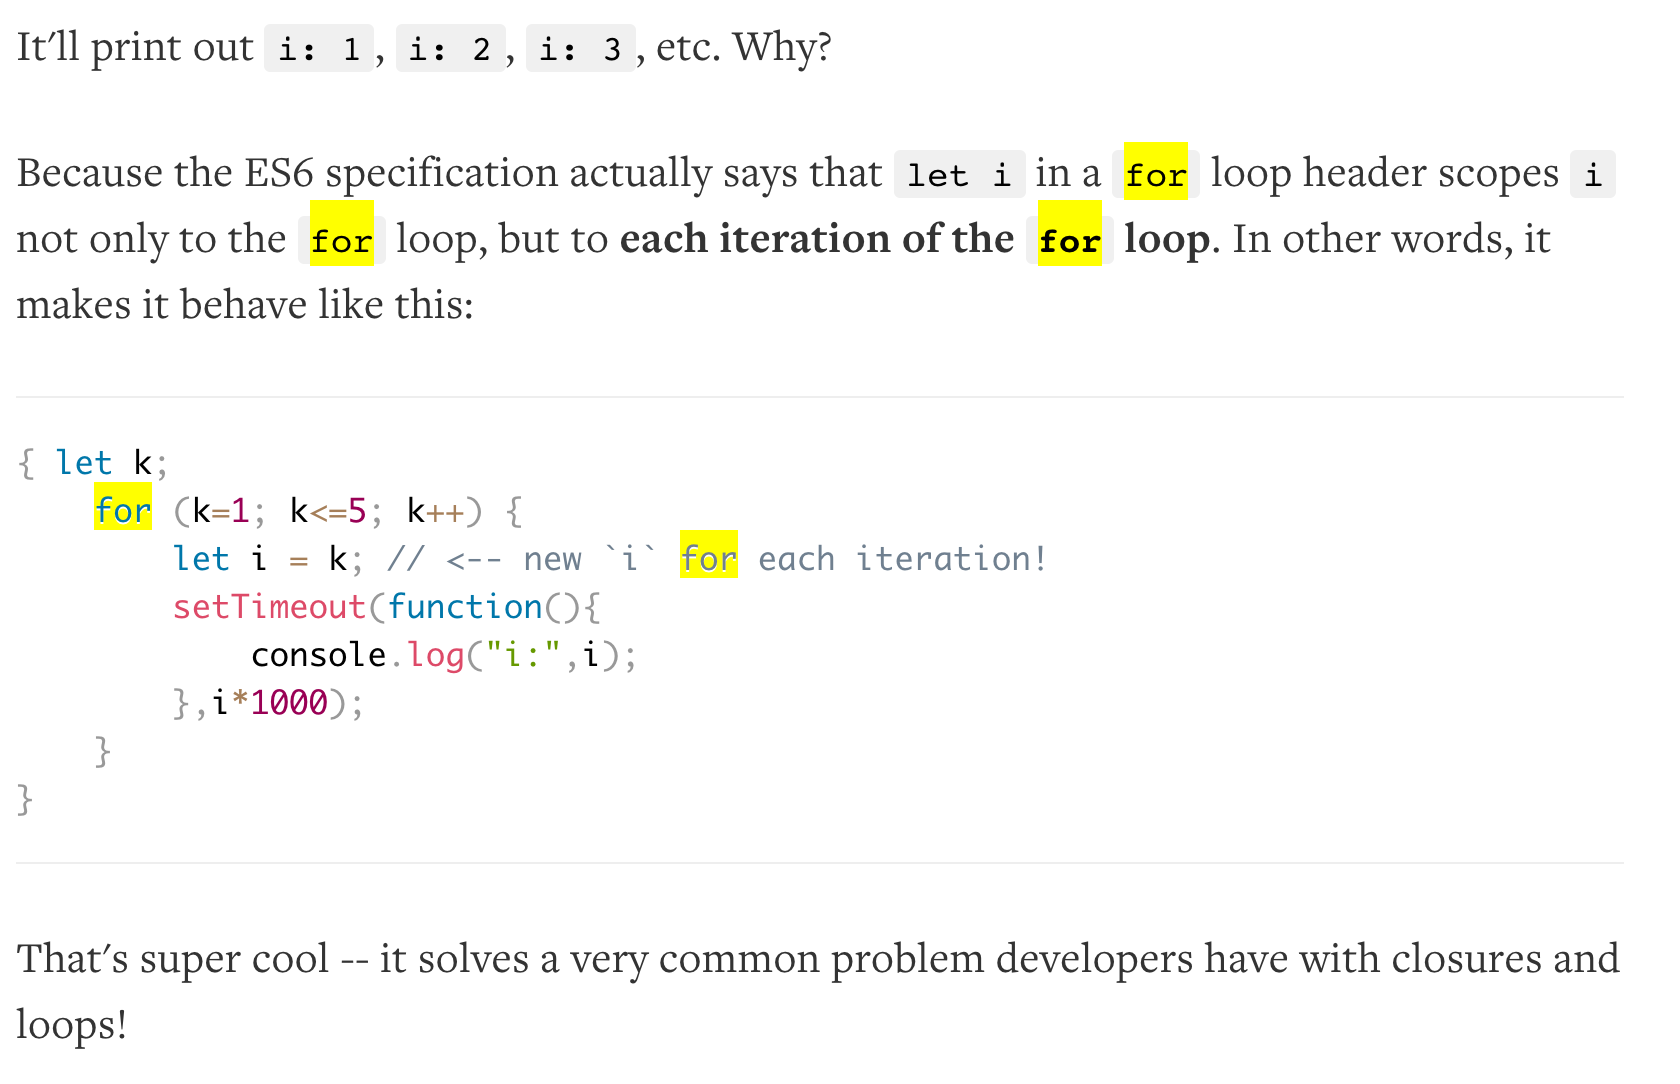 It'll print out i: 1, i: 2, i: 3, etc. Why?
Because the ES6 specification actually says that let i in a for loop header scopes i
not only to the for loop, but to each iteration of the for loop. In other words, it
makes it behave like this:
{ let k;
    for (k=1; k<=5; k++) {
        let i = k; // <-- new `i` for each iteration!
        setTimeout(function(){
            console.log("i:",i);
        },i*1000);
    }
}
That's super cool -- it solves a very common problem developers have with closures and
loops!